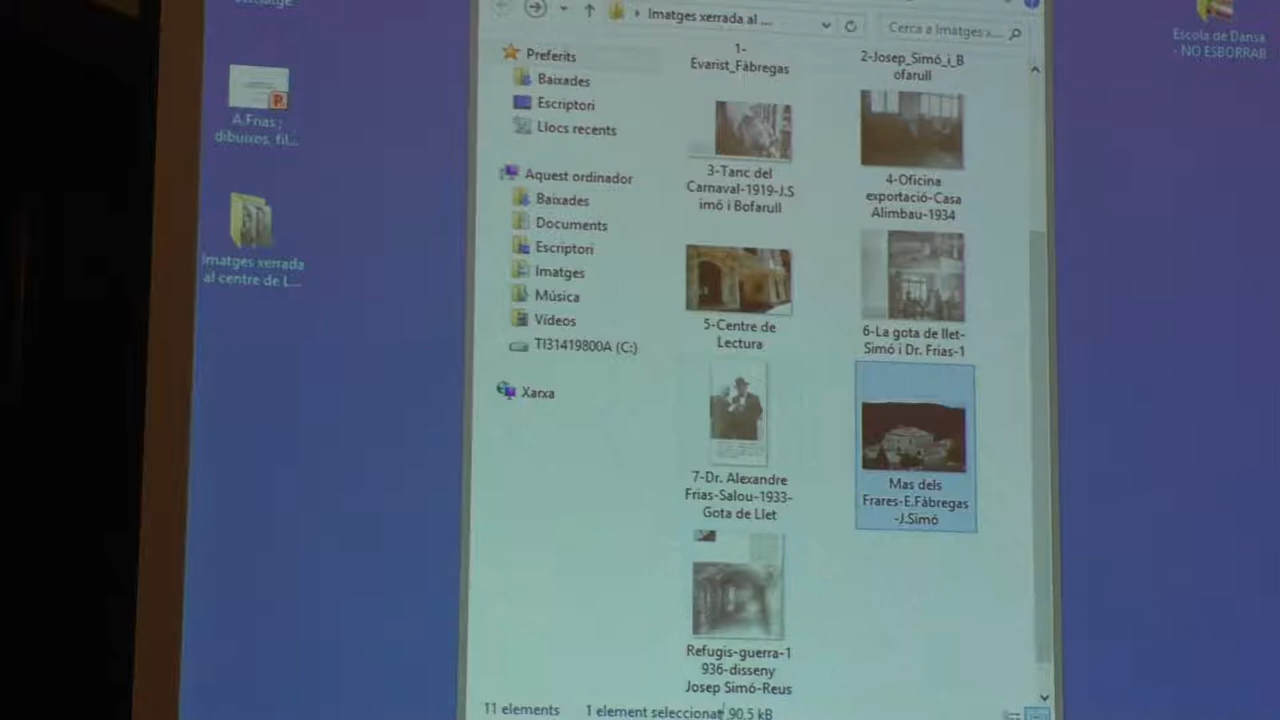 Imatges xerrada al ...
Cerca a Imatges x...
Escola de Dansa
- NO ESBORRAR
Preferits
Baixades
Escriptori
Llocs recents
Aquest ordinador
Baixades
Documents
Escriptori
Imatges
Música
Vídeos
TI31419800A (C:)
Xarxa
A.Frias ;
dibuixos, fil...
Imatges xerrada
al centre de L...
1-
Evarist_Fàbregas
2-Josep_Simó_i_B
ofarull
3-Tanc del
Carnaval-1919-J.S
imó i Bofarull
4-Oficina
exportació-Casa
Alimbau-1934
5-Centre de
Lectura
6-La gota de llet-
Simó i Dr. Frias-1
7-Dr. Alexandre
Frias-Salou-1933-
Gota de Llet
Mas dels
Frares-E.Fàbregas
-J.Simó
Refugis-guerra-1
936-disseny
Josep Simó-Reus
11 elements
1 element seleccionat 90,5 kB